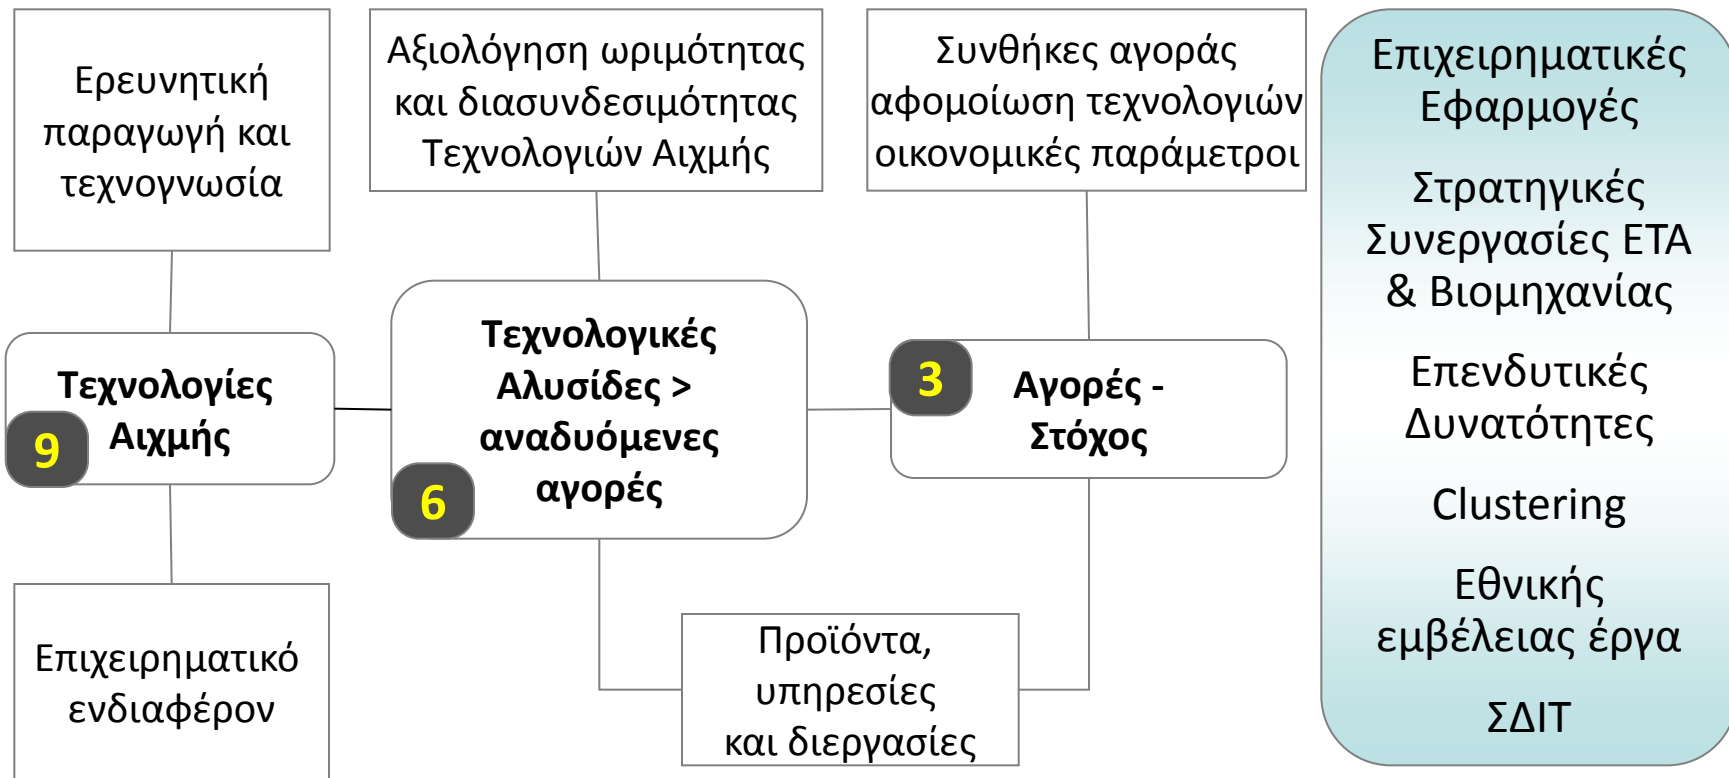 Ερευνητική
παραγωγή και
τεχνογνωσία
Αξιολόγηση ωριμότητας
και διασυνδεσιμότητας
Τεχνολογιών Αιχμής
Συνθήκες αγοράς
αφομοίωση τεχνολογιών
οικονομικές παράμετροι
Τεχνολογίες
Αιχμής
9
Τεχνολογικές
Αλυσίδες >
αναδυόμενες
αγορές
6
3
Αγορές -
Στόχος
Επιχειρηματικό
ενδιαφέρον
Προϊόντα,
υπηρεσίες
και διεργασίες
Επιχειρηματικές
Εφαρμογές
Στρατηγικές
Συνεργασίες ΕΤΑ
& Βιομηχανίας
Επενδυτικές
Δυνατότητες
Clustering
Εθνικής
εμβέλειας έργα
ΣΔΙΤ